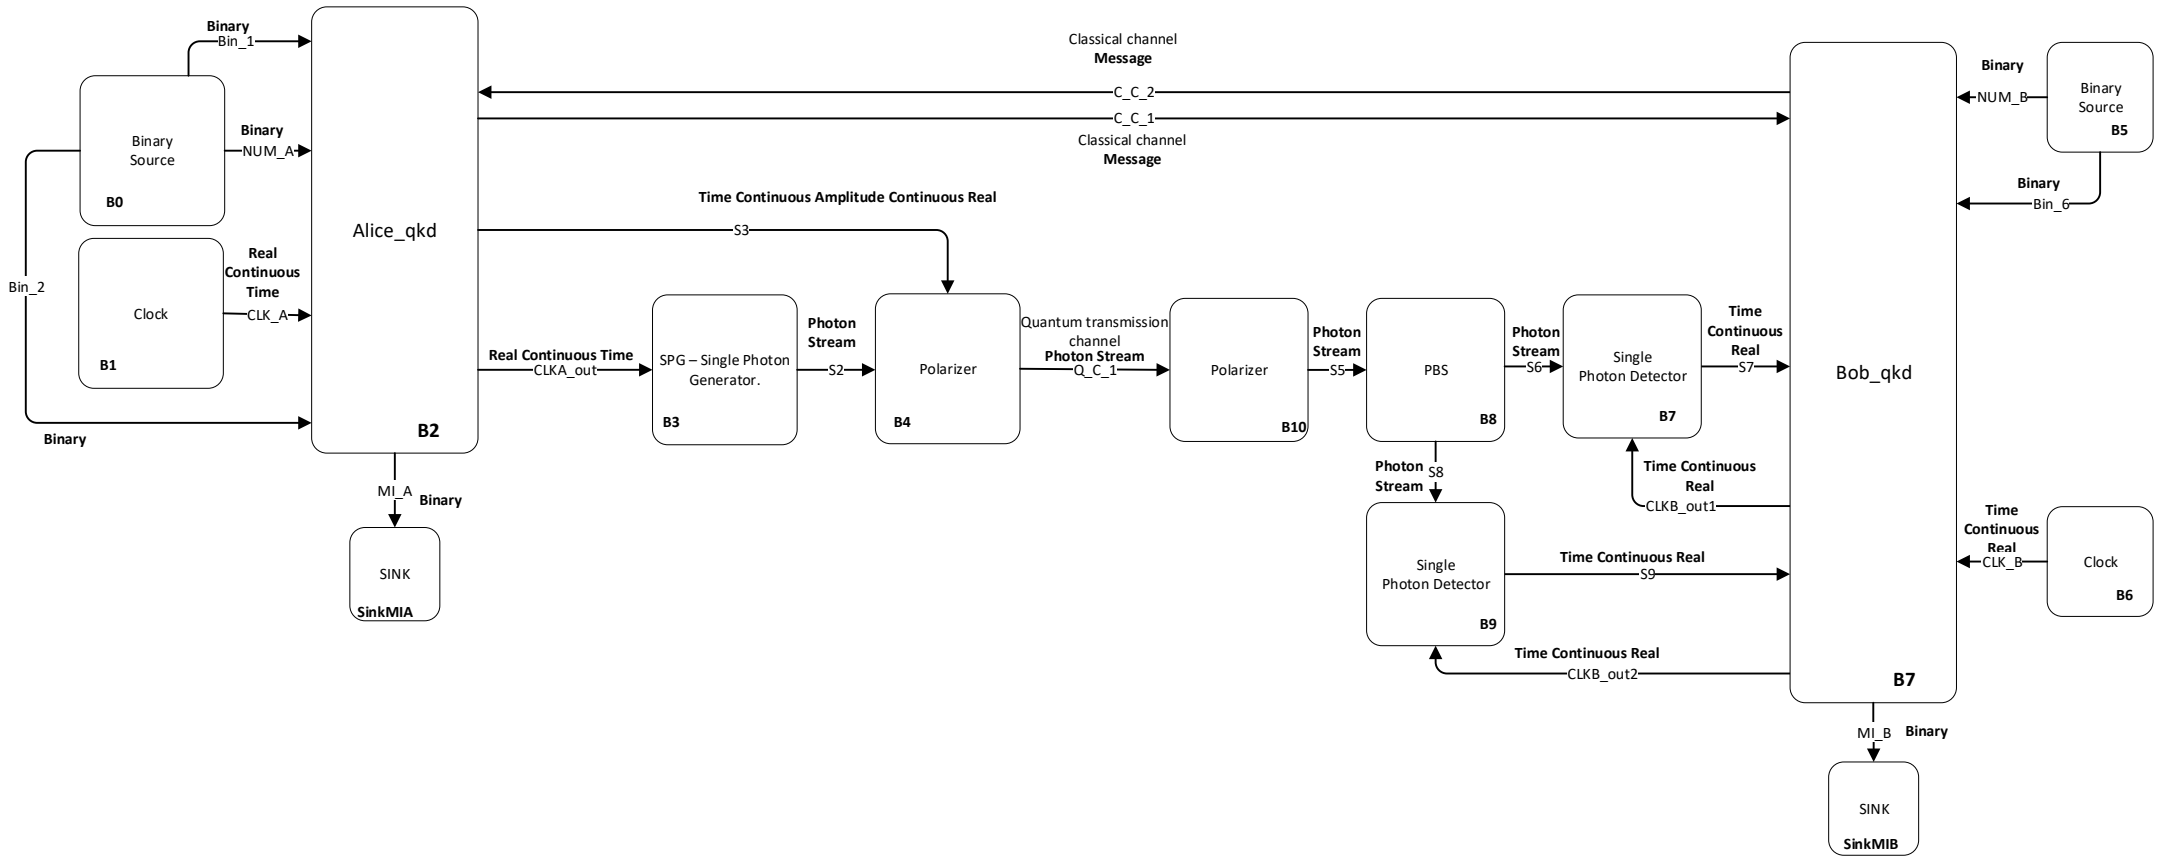 Binary
Bin_1
Binary
Source
B0
Binary
NUM_A
Bin_2
Binary
Clock
B1
Real
Continuous
Time
CLK_A
Alice_qkd
B2
MI_A
Binary
SINK
SinkMIA
Classical channel
Message
C_C_2
C_C_1
Classical channel
Message
Time Continuous Amplitude Continuous Real
S3
Real Continuous Time
CLKA_out
SPG – Single Photon
Generator.
B3
Photon
Stream
S2
Polarizer
B4
Quantum transmission
channel
Photon Stream
Q_C_1
Polarizer
B10
Photon
Stream
S5
PBS
B8
Photon
Stream
S6
Single
Photon Detector
B7
Time
Continuous
Real
S7
Photon
Stream
S8
Time Continuous
Real
CLKB_out1
Single
Photon Detector
B9
Time Continuous Real
S9
Time Continuous Real
CLKB_out2
Bob_qkd
B7
Binary
NUM_B
Binary
Source
B5
Binary
Bin_6
Time
Continuous
Real
CLK_B
Clock
B6
MI_B
Binary
SINK
SinkMIB